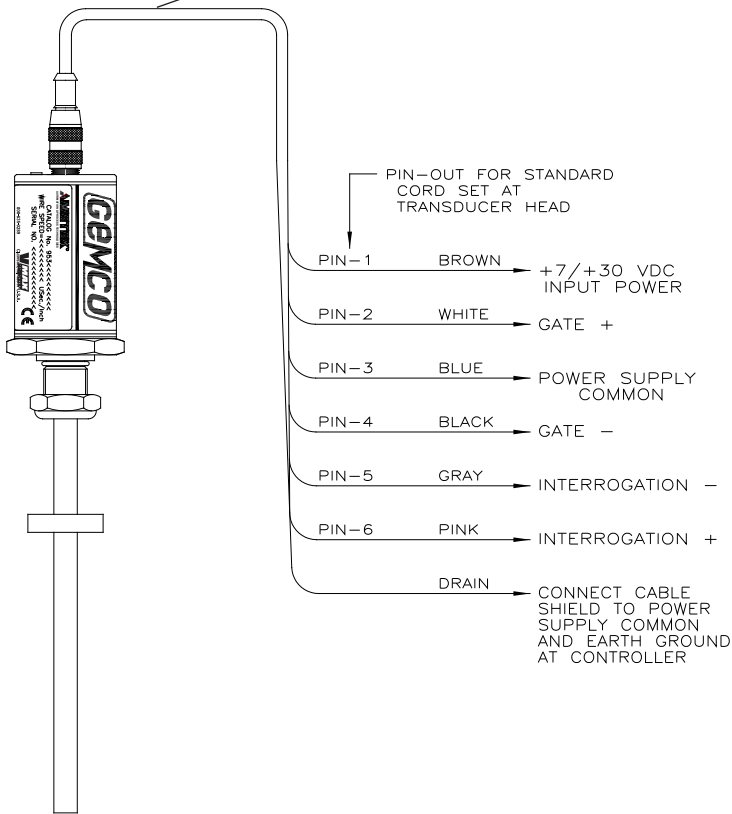 PIN-OUT FOR STANDARD
CORD SET AT
TRANSDUCER HEAD
PIN-1 BROWN +7/+30 VDC
INPUT POWER
PIN-2 WHITE GATE +
PIN-3 BLUE POWER SUPPLY
COMMON
PIN-4 BLACK GATE -
PIN-5 GRAY INTERROGATION -
PIN-6 PINK INTERROGATION +
DRAIN CONNECT CABLE
SHIELD TO POWER
SUPPLY COMMON
AND EARTH GROUND
AT CONTROLLER
GEMCO
AMETEK
CATALOG No. 953<<<<<<<<<<<
WIRE SPEED=<<<<<<<< USec./Inch
SERIAL NO. <<<<<<<<<<<<<
CE